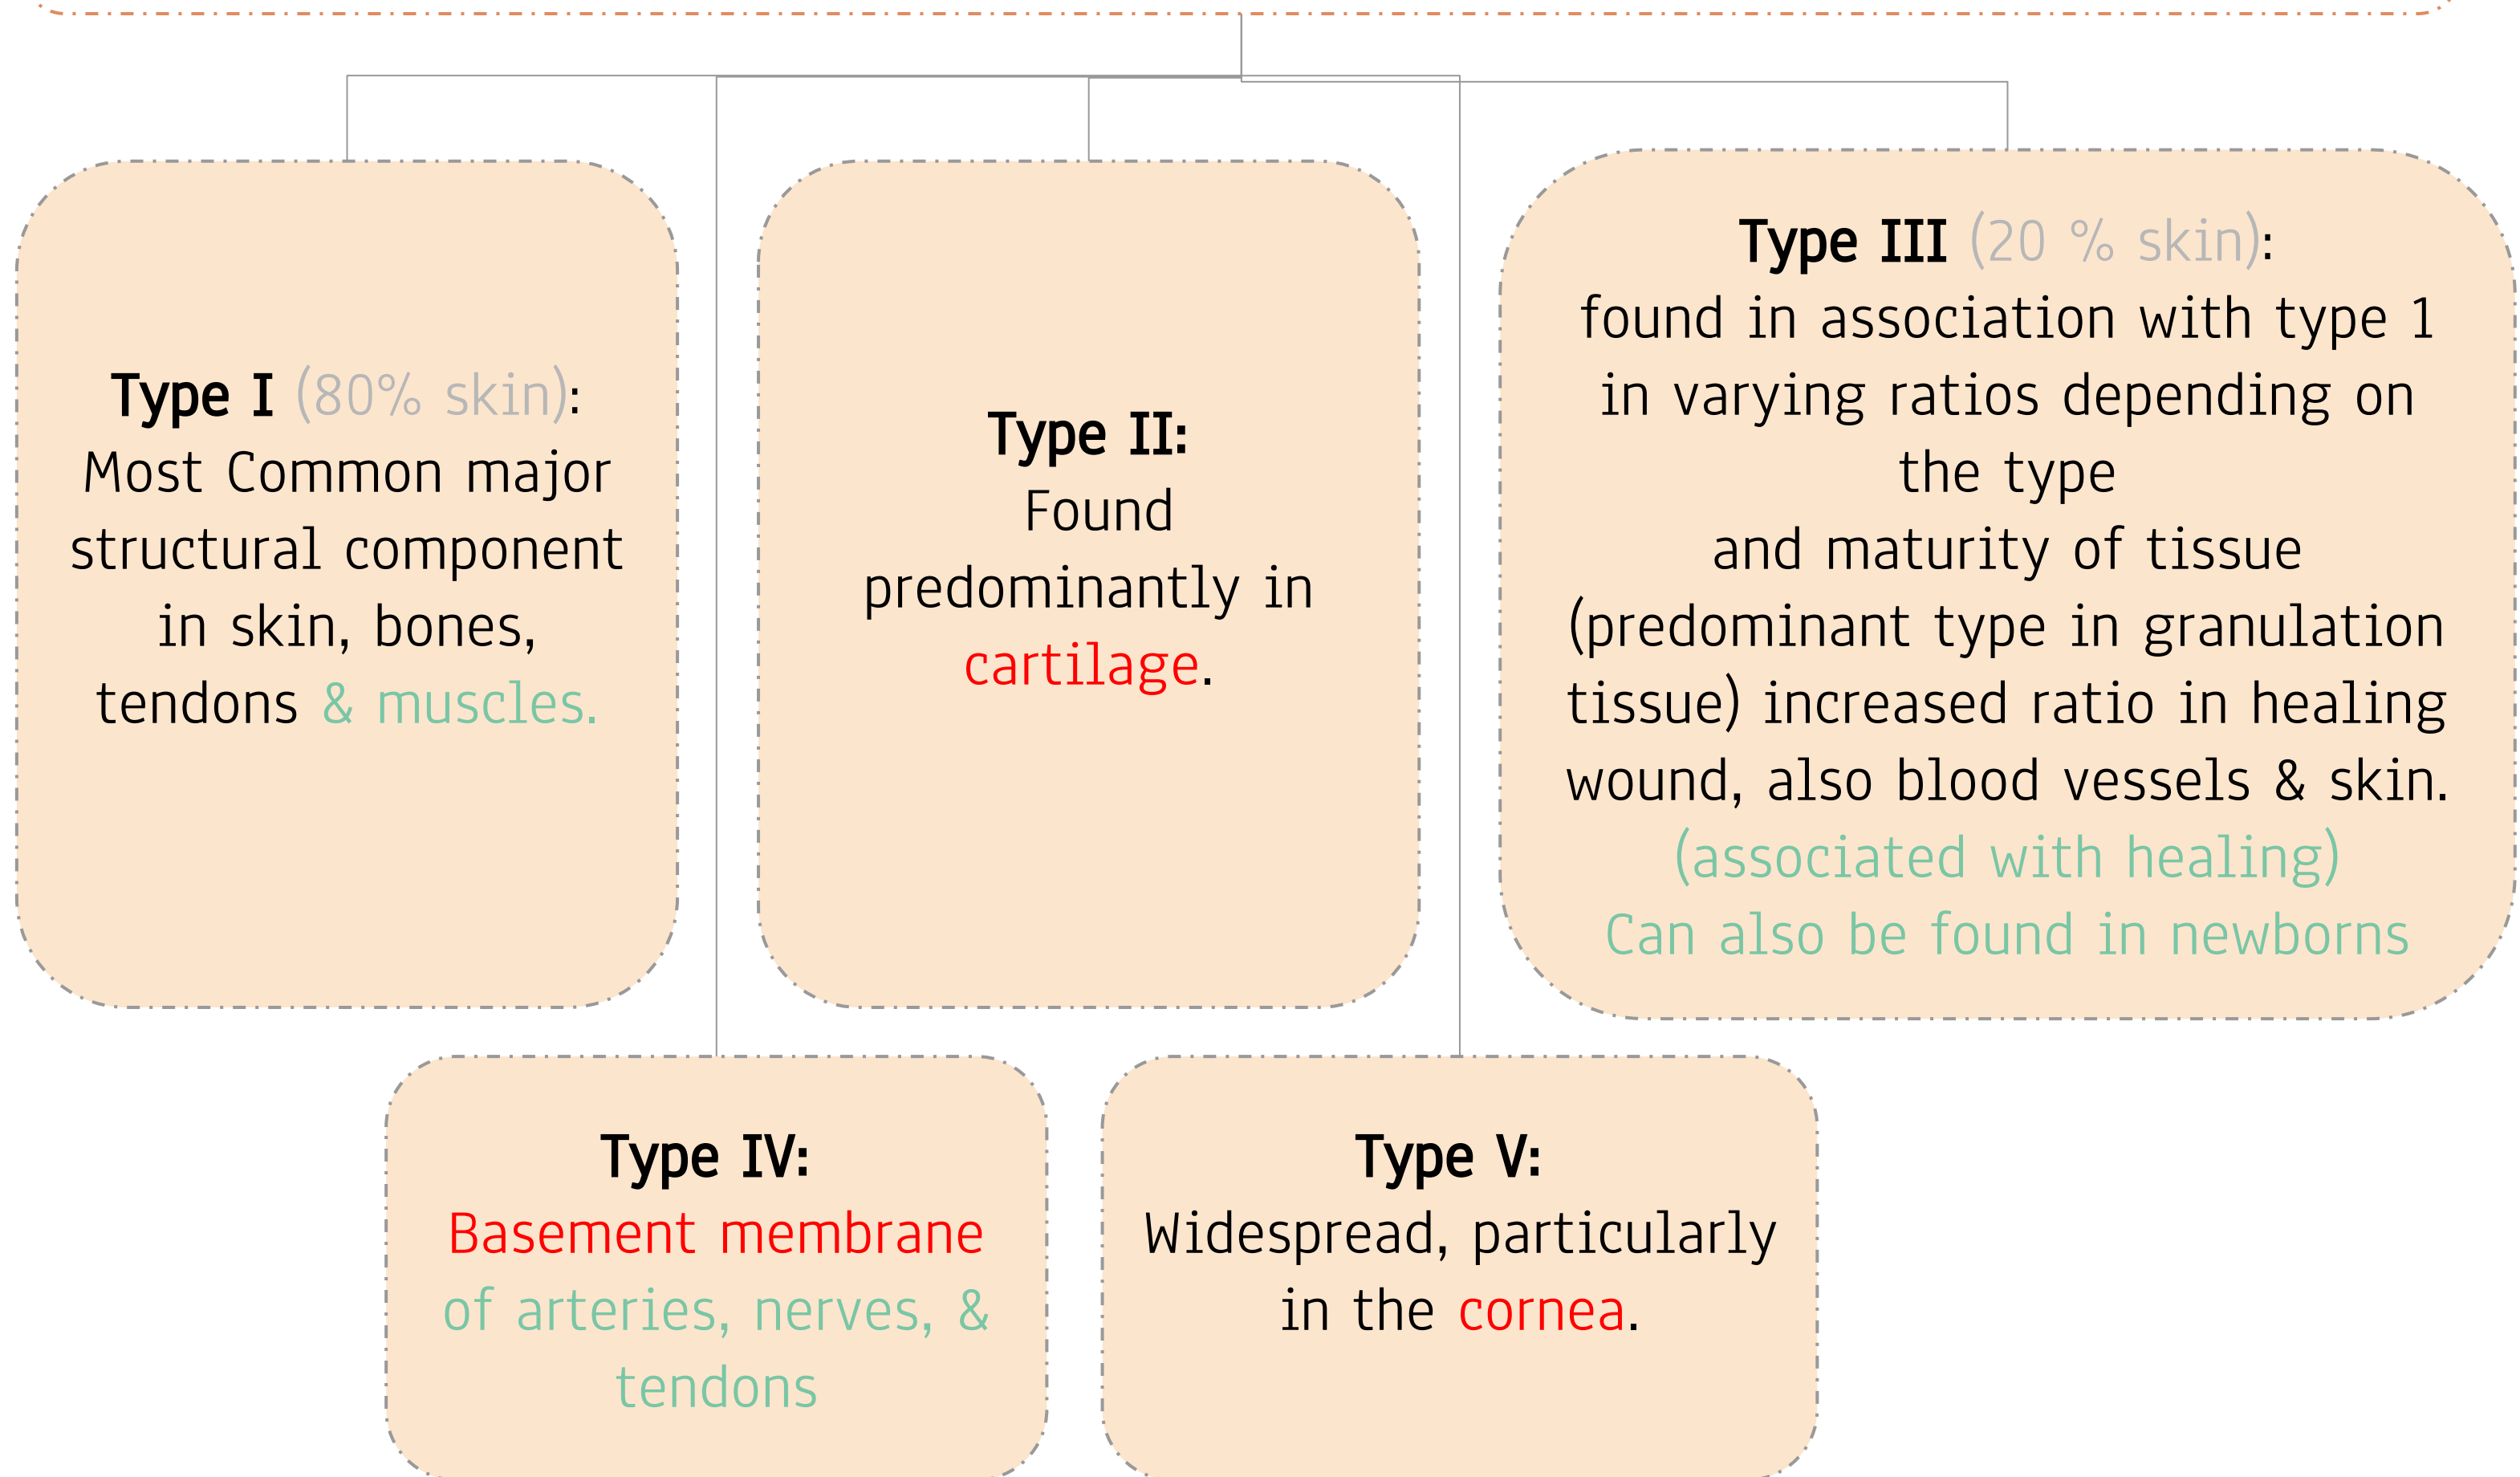 Type I (80% skin):
Most Common major
structural component
in skin, bones,
tendons & muscles.
Type II:
Found
predominantly in
cartilage.
Type III (20 % skin):
found in association with type 1
in varying ratios depending on
the type
and maturity of tissue
(predominant type in granulation
tissue) increased ratio in healing
wound, also blood vessels & skin.
(associated with healing)
Can also be found in newborns
Type IV:
Basement membrane
of arteries, nerves, &
tendons
Type V:
Widespread, particularly
in the cornea.